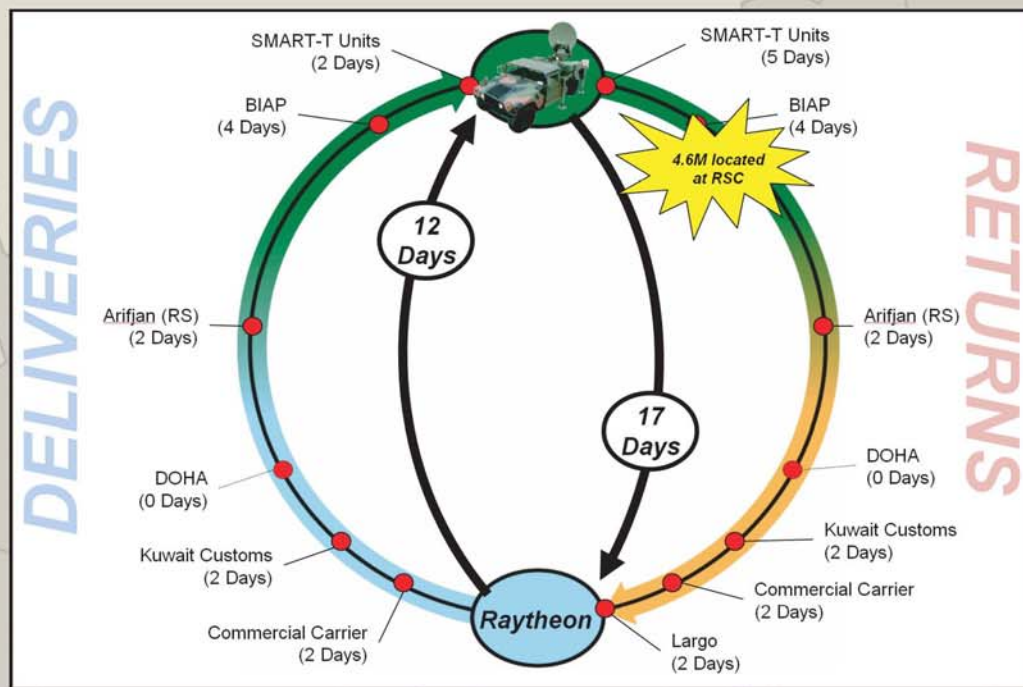 DELIVERIES
SMART-T Units
(2 Days)
BIAP
(4 Days)
Arifjan (RS)
(2 Days)
DOHA
(0 Days)
Kuwait Customs
(2 Days)
Commercial Carrier
(2 Days)
12
Days
17
Days
Raytheon
SMART-T Units
(5 Days)
BIAP
(4 Days)
4.6M located
at RSC
Arifjan (RS)
(2 Days)
DOHA
(0 Days)
Kuwait Customs
(2 Days)
Commercial Carrier
(2 Days)
Largo
(2 Days)
RETURNS